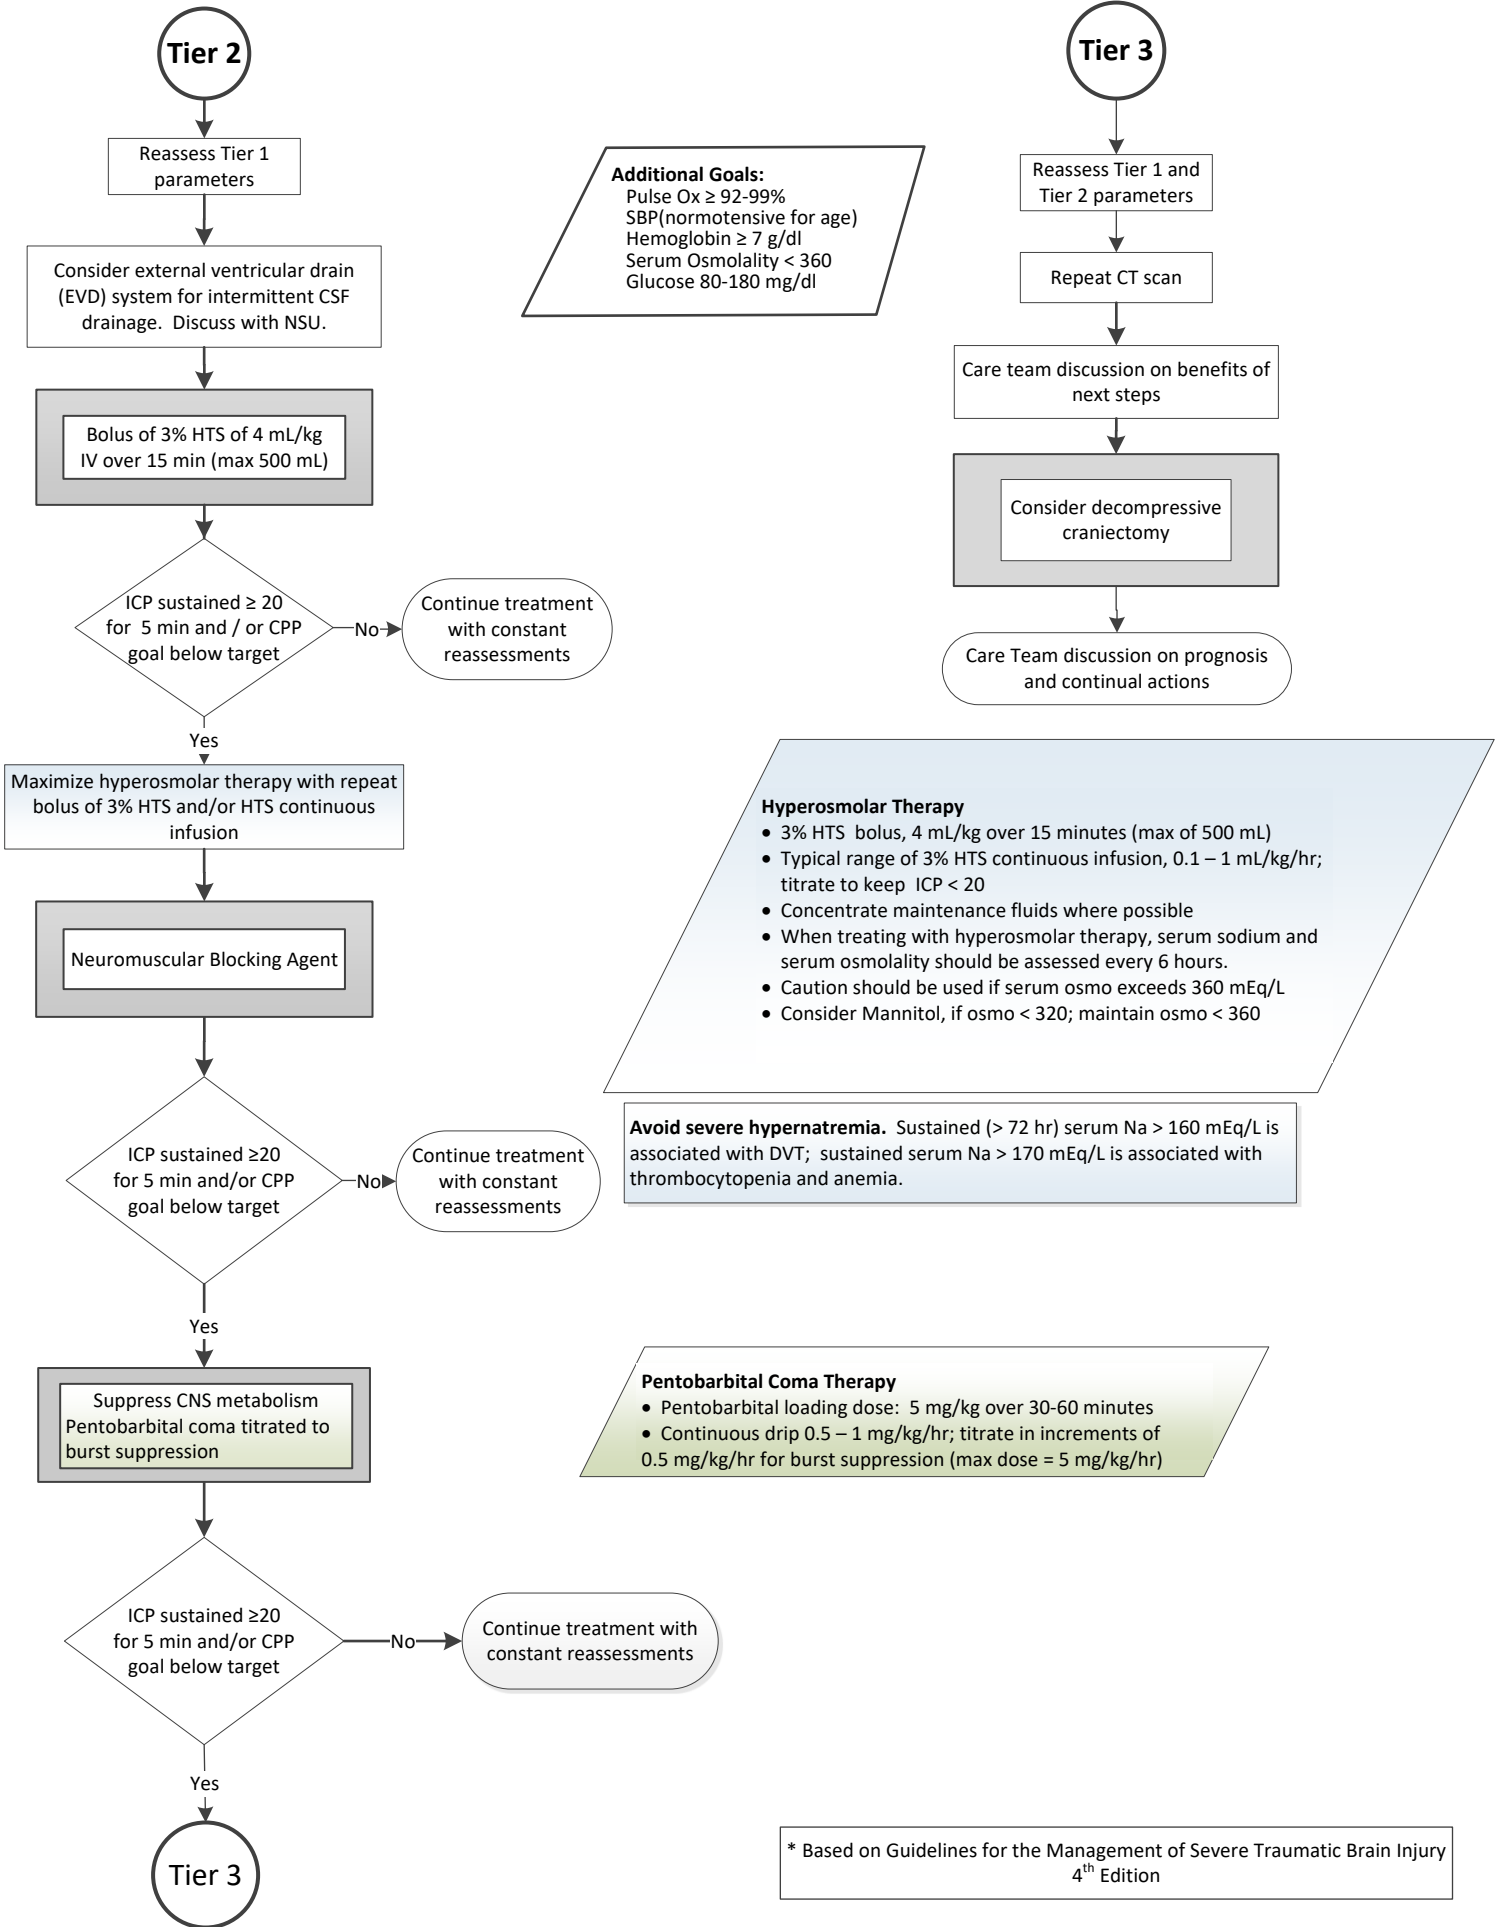 Tier 2
Reassess Tier 1
parameters
Consider external ventricular drain
(EVD) system for intermittent CSF
drainage.  Discuss with NSU.
Bolus of 3% HTS of 4 mL/kg
IV over 15 min (max 500 mL)
ICP sustained ≥ 20
for  5 min and / or CPP
goal below target
No
Continue treatment
with constant
reassessments
Yes
Maximize hyperosmolar therapy with repeat
bolus of 3% HTS and/or HTS continuous
infusion
Neuromuscular Blocking Agent
ICP sustained ≥20
for 5 min and/or CPP
goal below target
No
Continue treatment
with constant
reassessments
Yes
Suppress CNS metabolism
Pentobarbital coma titrated to
burst suppression
ICP sustained ≥20
for 5 min and/or CPP
goal below target
No
Continue treatment with
constant reassessments
Yes
Tier 3
Additional Goals:
Pulse Ox ≥ 92-99%
SBP(normotensive for age)
Hemoglobin ≥ 7 g/dl
Serum Osmolality < 360
Glucose 80-180 mg/dl
Tier 3
Reassess Tier 1 and
Tier 2 parameters
Repeat CT scan
Care team discussion on benefits of
next steps
Consider decompressive
craniectomy
Care Team discussion on prognosis
and continual actions
Hyperosmolar Therapy
• 3% HTS  bolus, 4 mL/kg over 15 minutes (max of 500 mL)
• Typical range of 3% HTS continuous infusion, 0.1 – 1 mL/kg/hr;
titrate to keep  ICP < 20
• Concentrate maintenance fluids where possible
• When treating with hyperosmolar therapy, serum sodium and
serum osmolality should be assessed every 6 hours.
• Caution should be used if serum osmo exceeds 360 mEq/L
• Consider Mannitol, if osmo < 320; maintain osmo < 360
Avoid severe hypernatremia.  Sustained (> 72 hr) serum Na > 160 mEq/L is
associated with DVT;  sustained serum Na > 170 mEq/L is associated with
thrombocytopenia and anemia.
Pentobarbital Coma Therapy
• Pentobarbital loading dose:  5 mg/kg over 30-60 minutes
• Continuous drip 0.5 – 1 mg/kg/hr; titrate in increments of
0.5 mg/kg/hr for burst suppression (max dose = 5 mg/kg/hr)
* Based on Guidelines for the Management of Severe Traumatic Brain Injury
4th Edition